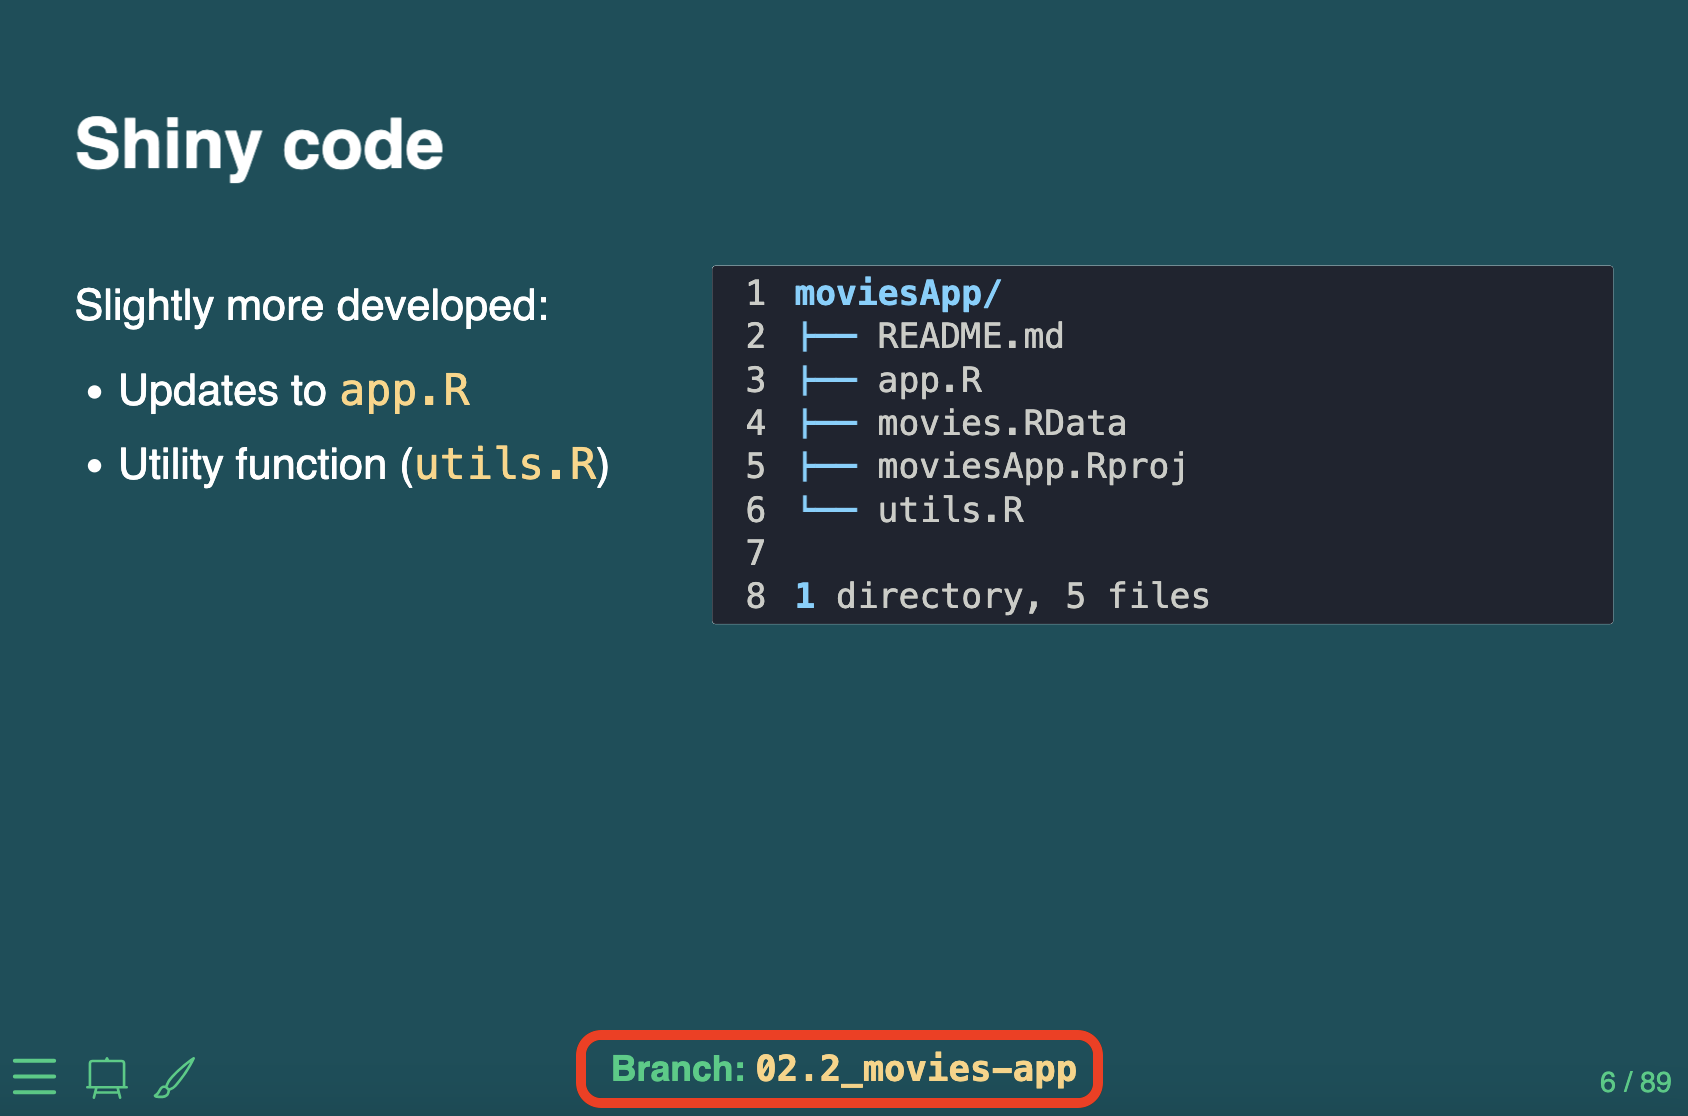 Shiny code
Slightly more developed:
• Updates to app.R
• Utility function (utils.R)
1 moviesApp/
2 ├── README.md
3 ├── app.R
4 ├── movies.RData
5 ├── moviesApp.Rproj
6 └── utils.R
7
8 1 directory, 5 files
Branch: 02.2_movies-app
6 / 89